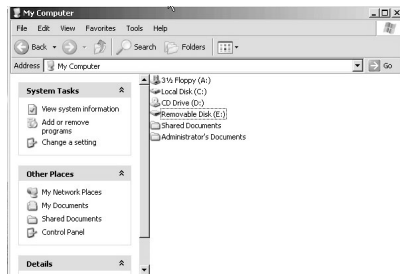 My Computer
File Edit View Favorites Tools Help
Back Search Folders
Address My Computer Go
System Tasks
View system information
Add or remove
programs
Change a setting
Other Places
My Network Places
My Documents
Shared Documents
Control Panel
Details
3½ Floppy (A:)
Local Disk (C:)
CD Drive (D:)
Removable Disk (E:)
Shared Documents
Administrator's Documents